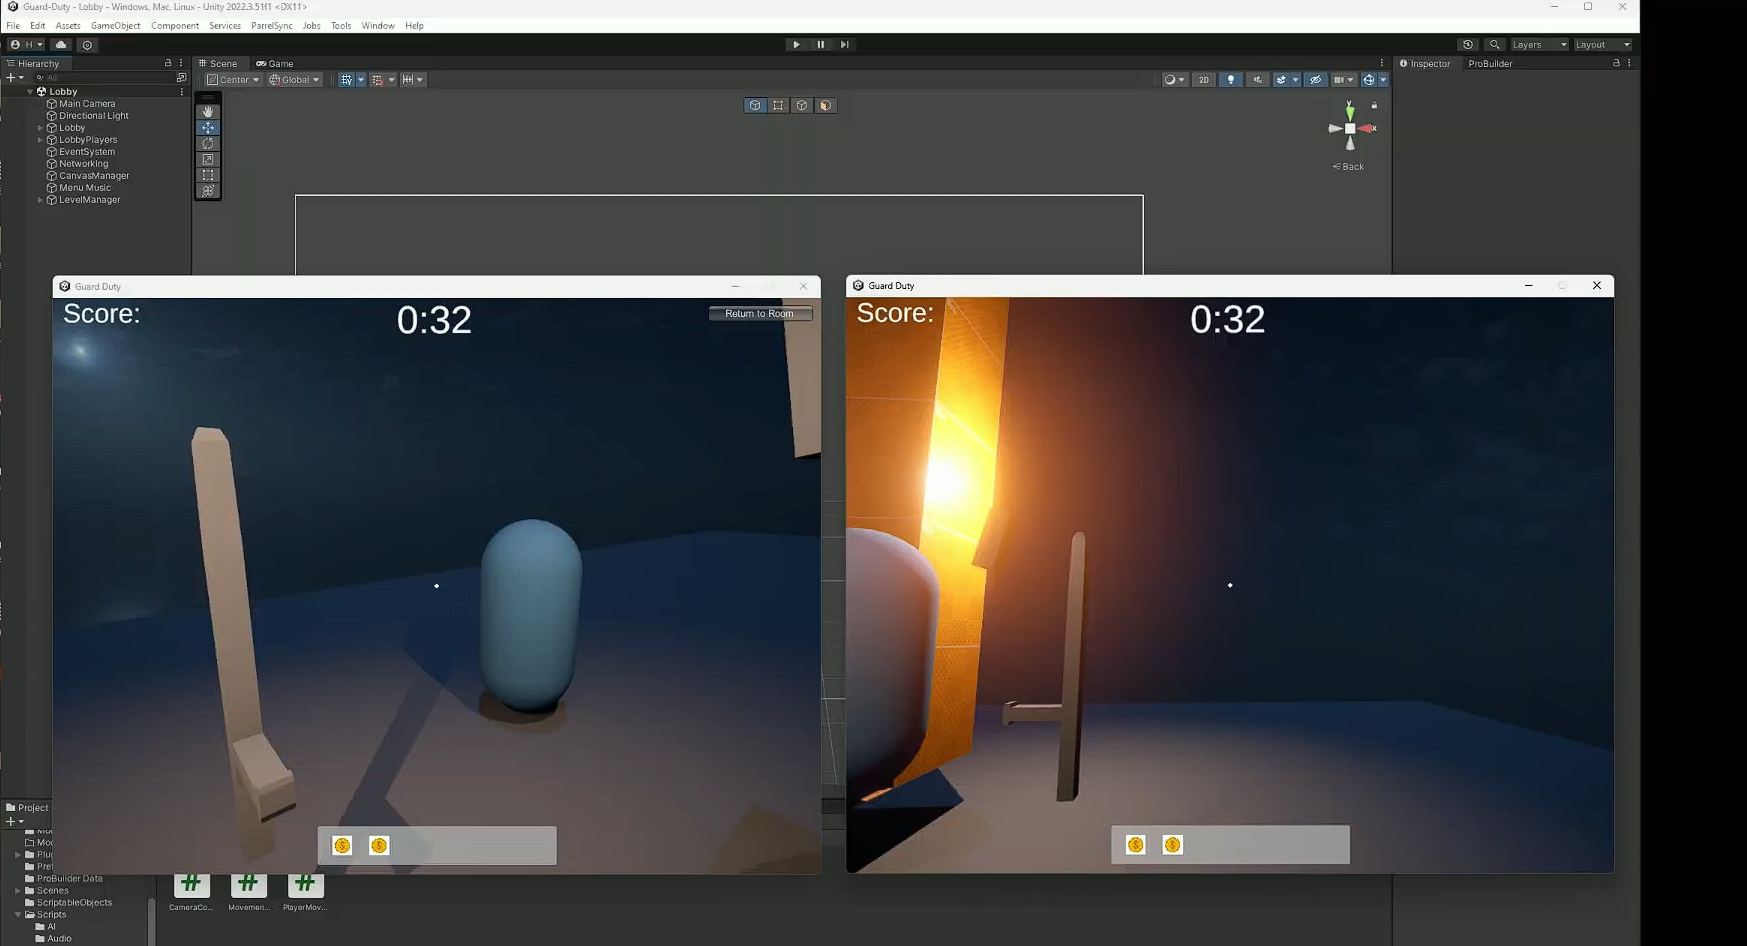 Guard-Duty - Lobby - Windows, Mac, Linux - Unity 2022.3.51f1 <DX11>
File Edit Assets GameObject Component Services ParrelSync Jobs Tools Window Help
H Layers Layout
Hierarchy Scene Game Inspector ProBuilder
All Center Global 2D
Lobby
Main Camera
Directional Light
Lobby
LobbyPlayers
EventSystem
Networking
CanvasManager
Menu Music
LevelManager
y
x
Back
Guard Duty
Score: 0:32 Return to Room
Guard Duty
Score: 0:32
Project
ProBuilder Data
Scenes
ScriptableObjects
Scripts
AI
Audio
CameraCo... Movemen... PlayerMov...